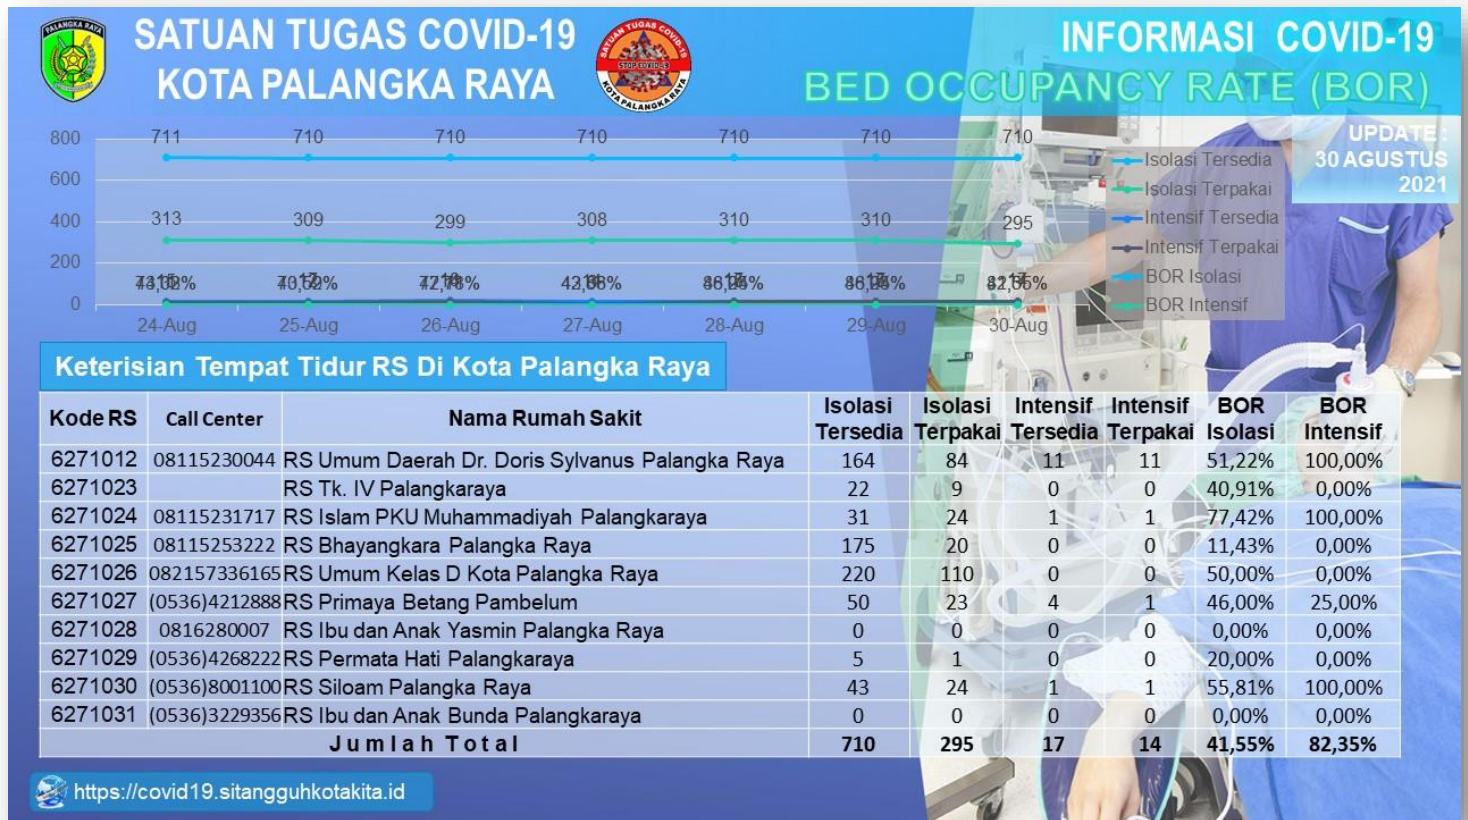 PALANGKA RAYA
SATUAN TUGAS COVID-19
KOTA PALANGKA RAYA
SATUAN TUGAS COVID-19
STOP COVID-19
KOTA PALANGKARAYA
INFORMASI COVID-19
BED OCCUPANCY RATE (BOR)
UPDATE :
30 AGUSTUS
2021
800
600
400
200
0
711 710 710 710 710 710 710
313 309 299 308 310 310 295
24-Aug 25-Aug 26-Aug 27-Aug 28-Aug 29-Aug 30-Aug
Isolasi Tersedia
Isolasi Terpakai
Intensif Tersedia
Intensif Terpakai
BOR Isolasi
BOR Intensif
Keterisian Tempat Tidur RS Di Kota Palangka Raya
Kode RS Call Center Nama Rumah Sakit Isolasi Tersedia Isolasi Terpakai Intensif Tersedia Intensif Terpakai BOR Isolasi BOR Intensif
6271012 08115230044 RS Umum Daerah Dr. Doris Sylvanus Palangka Raya 164 84 11 11 51,22% 100,00%
6271023 RS Tk. IV Palangkaraya 22 9 0 0 40,91% 0,00%
6271024 08115231717 RS Islam PKU Muhammadiyah Palangkaraya 31 24 1 1 77,42% 100,00%
6271025 08115253222 RS Bhayangkara Palangka Raya 175 20 0 0 11,43% 0,00%
6271026 082157336165 RS Umum Kelas D Kota Palangka Raya 220 110 0 0 50,00% 0,00%
6271027 (0536)4212888 RS Primaya Betang Pambelum 50 23 4 1 46,00% 25,00%
6271028 0816280007 RS Ibu dan Anak Yasmin Palangka Raya 0 0 0 0 0,00% 0,00%
6271029 (0536)4268222 RS Permata Hati Palangkaraya 5 1 0 0 20,00% 0,00%
6271030 (0536)8001100 RS Siloam Palangka Raya 43 24 1 1 55,81% 100,00%
6271031 (0536)3229356 RS Ibu dan Anak Bunda Palangkaraya 0 0 0 0 0,00% 0,00%
Jumlah Total 710 295 17 14 41,55% 82,35%
https://covid19.sitangguhkotakita.id